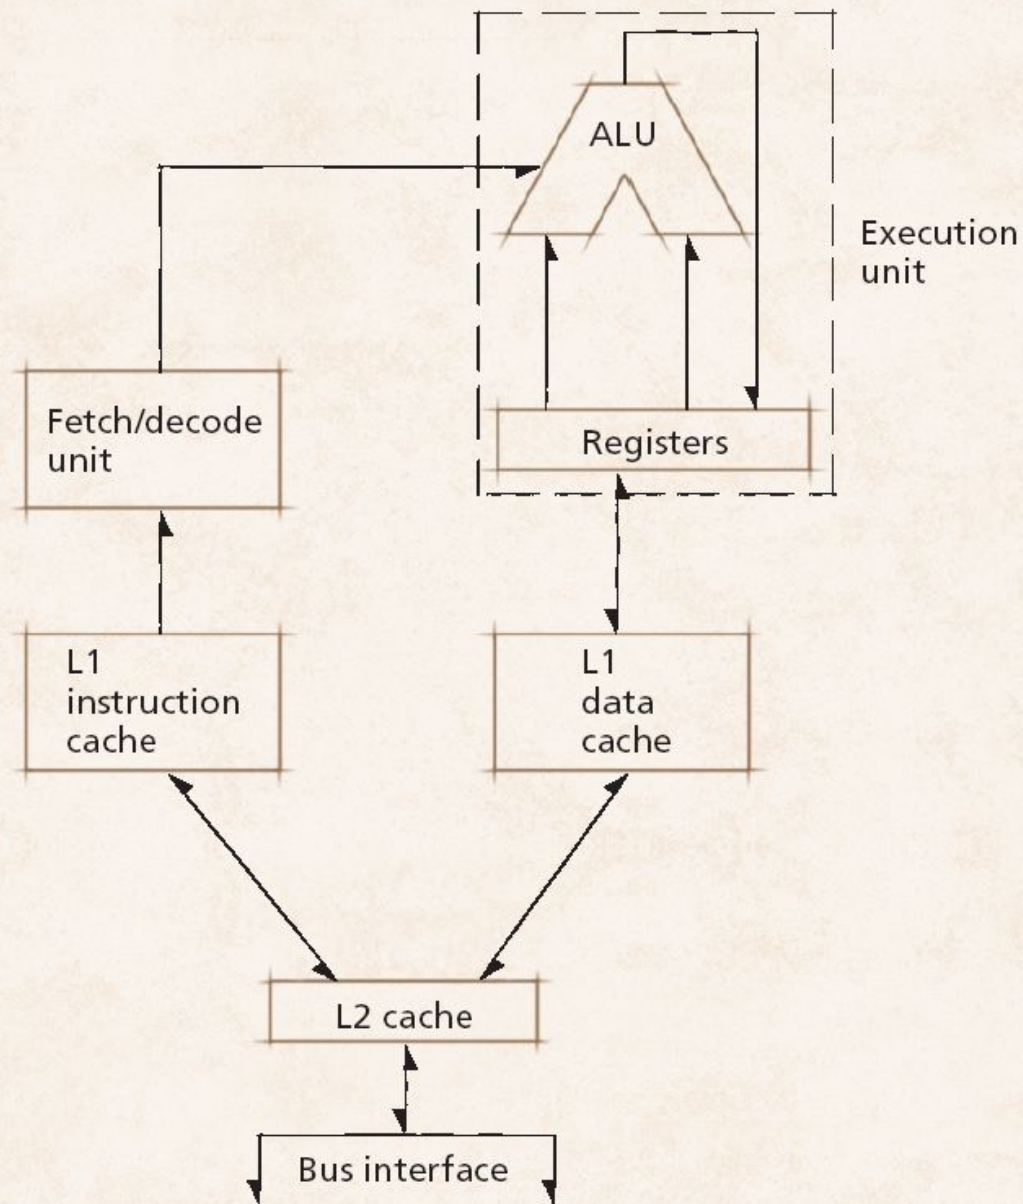 ALU
Execution
unit
Fetch/decode
unit
Registers
L1
instruction
cache
L1
data
cache
L2 cache
Bus interface